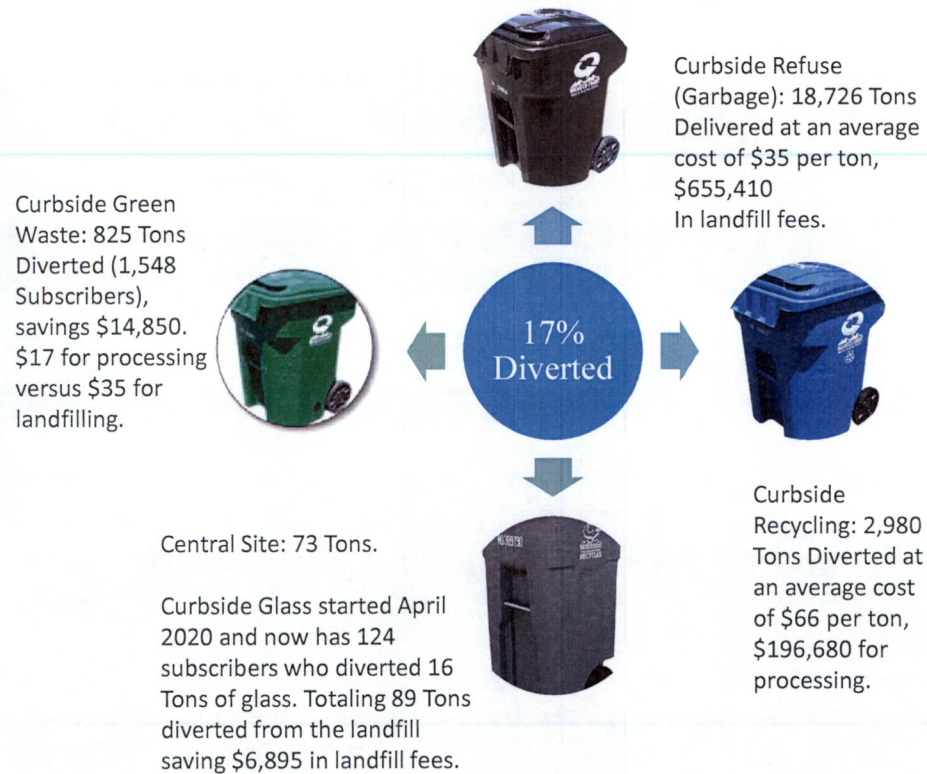 Curbside Refuse
(Garbage): 18,726 Tons
Delivered at an average
cost of $35 per ton,
$655,410
In landfill fees.
Curbside Green
Waste: 825 Tons
Diverted (1,548
Subscribers),
savings $14,850.
$17 for processing
versus $35 for
landfilling.
17%
Diverted
Curbside
Recycling: 2,980
Tons Diverted at
an average cost
of $66 per ton,
$196,680 for
processing.
Central Site: 73 Tons.
Curbside Glass started April
2020 and now has 124
subscribers who diverted 16
Tons of glass. Totaling 89 Tons
diverted from the landfill
saving $6,895 in landfill fees.